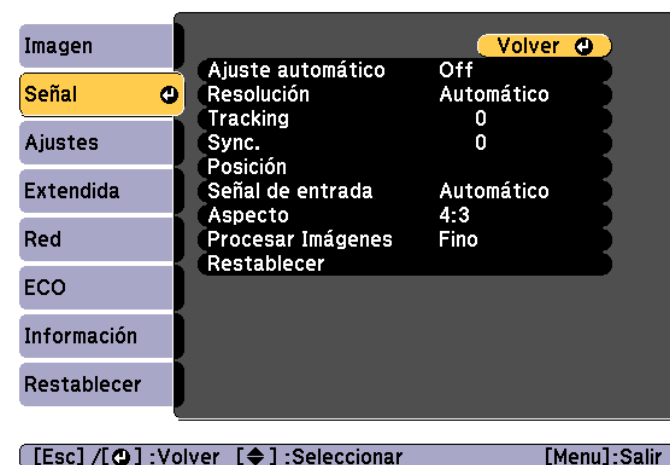 Imagen
Señal
Ajustes
Extendida
Red
ECO
Información
Restablecer
Volver
Ajuste automático Off
Resolución Automático
Tracking 0
Sync. 0
Posición
Señal de entrada Automático
Aspecto 4:3
Procesar Imágenes Fino
Restablecer
[Esc] /[ ] :Volver [ ] :Seleccionar [Menu]:Salir